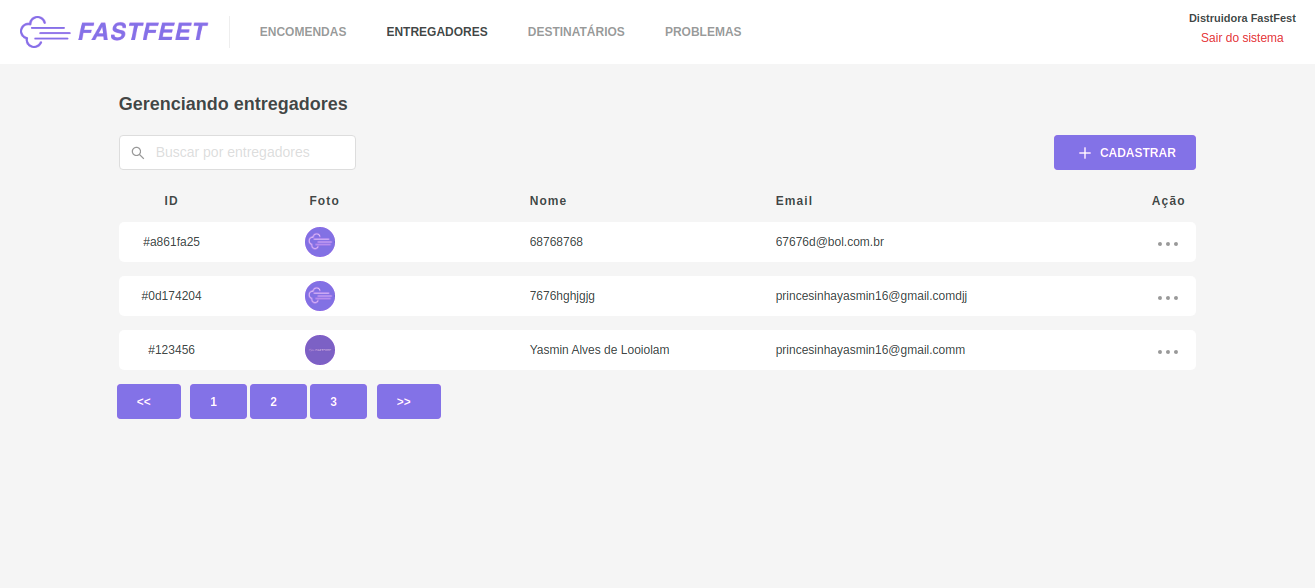 FASTFEET
ENCOMENDAS ENTREGADORES DESTINATÁRIOS PROBLEMAS
Distruidora FastFest
Sair do sistema
Gerenciando entregadores
Buscar por entregadores
CADASTRAR
ID Foto Nome Email Ação
#a861fa25 68768768 67676d@bol.com.br
#0d174204 7676hghjgjg princesinhayasmin16@gmail.comdjj
#123456 Yasmin Alves de Looiolam princesinhayasmin16@gmail.comm
<< 1 2 3 >>